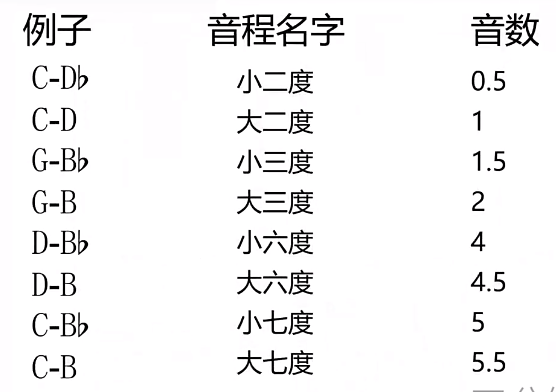 例子 音程名字 音数
C-D♭ 小二度 0.5
C-D 大二度 1
G-B♭ 小三度 1.5
G-B 大三度 2
D-B♭ 小六度 4
D-B 大六度 4.5
C-B♭ 小七度 5
C-B 大七度 5.5